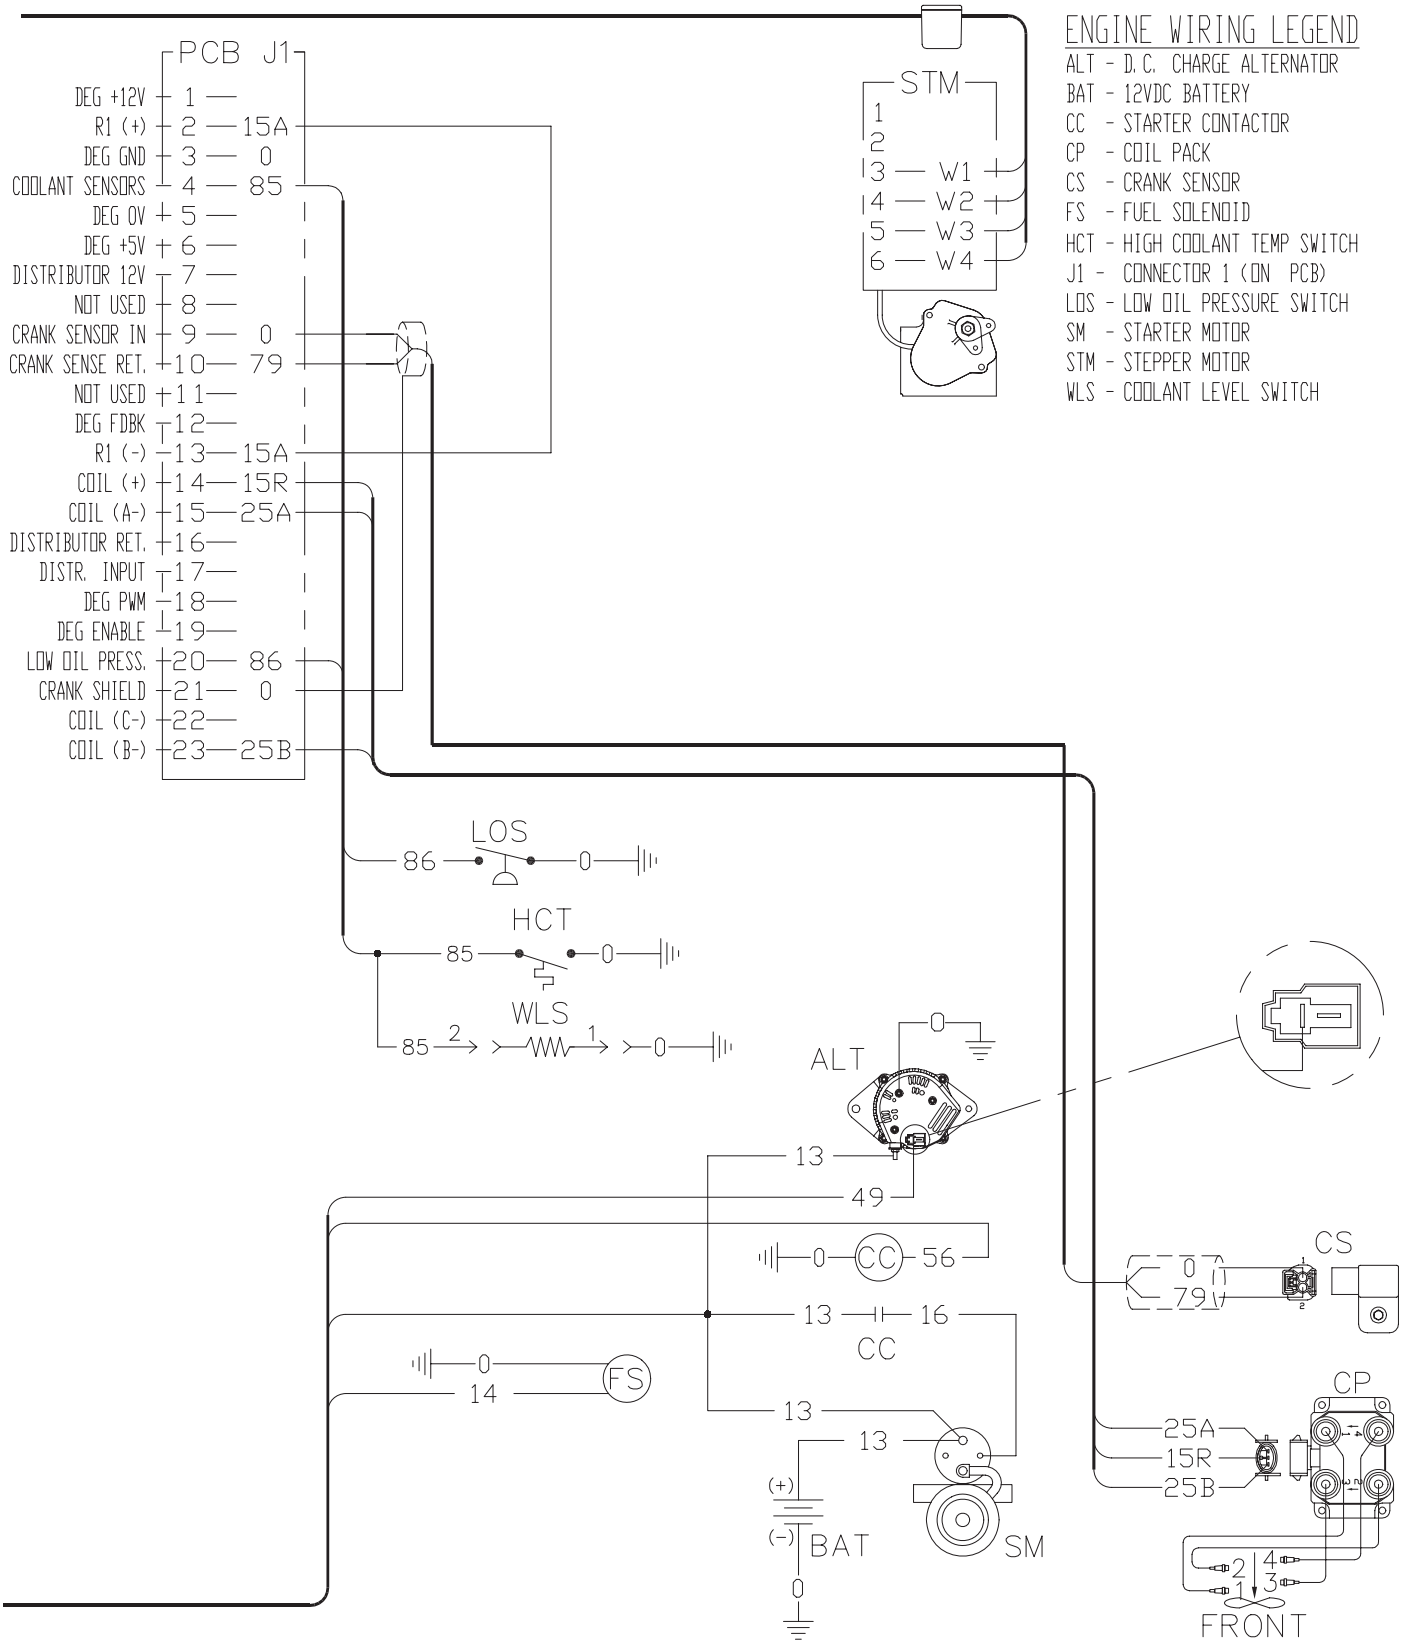 ENGINE WIRING LEGEND
ALT - D.C. CHARGE ALTERNATOR
BAT - 12VDC BATTERY
CC - STARTER CONTACTOR
CP - COIL PACK
CS - CRANK SENSOR
FS - FUEL SOLENOID
HCT - HIGH COOLANT TEMP SWITCH
J1 - CONNECTOR 1 (ON PCB)
LOS - LOW OIL PRESSURE SWITCH
SM - STARTER MOTOR
STM - STEPPER MOTOR
WLS - COOLANT LEVEL SWITCH
PCB J1
DEG +12V 1
R1 (+) 2 15A
DEG GND 3 0
COOLANT SENSORS 4 85
DEG 0V 5
DEG +5V 6
DISTRIBUTOR 12V 7
NOT USED 8
CRANK SENSOR IN 9 0
CRANK SENSE RET. 10 79
NOT USED 11
DEG FDBK 12
R1 (-) 13 15A
COIL (+) 14 15R
COIL (A-) 15 25A
DISTRIBUTOR RET. 16
DISTR. INPUT 17
DEG PWM 18
DEG ENABLE 19
LOW OIL PRESS. 20 86
CRANK SHIELD 21 0
COIL (C-) 22
COIL (B-) 23 25B
STM
1
2
3 W1
4 W2
5 W3
6 W4
LOS
86 0
HCT
85 0
WLS
85 2 1 0
ALT
0
13
49
0 CC 56
13 16
CC
0 FS
14
13
13
(+)
(-) BAT
0
SM
CS
0
79
1
2
CP
25A
15R
25B
1 4
3 2
2 4
1 3
FRONT